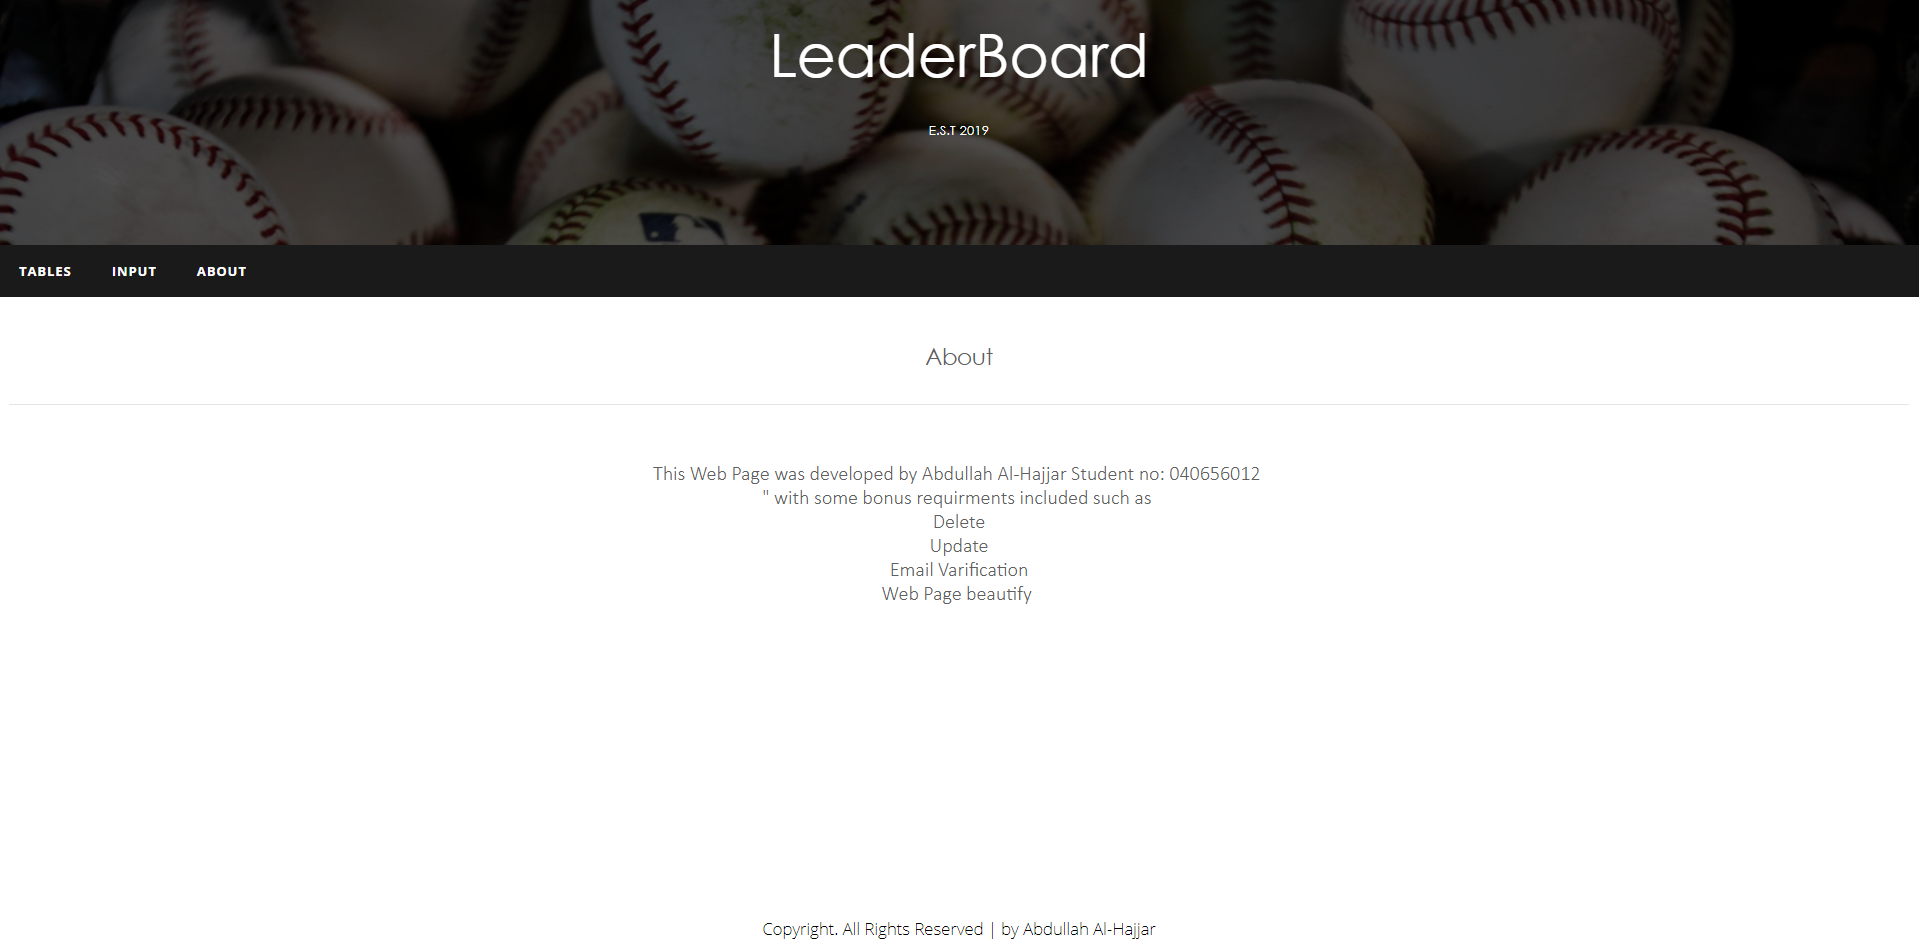 LeaderBoard
E.S.T 2019
TABLES INPUT ABOUT
About
This Web Page was developed by Abdullah Al-Hajjar Student no: 040656012
" with some bonus requirments included such as
Delete
Update
Email Varification
Web Page beautify
Copyright. All Rights Reserved | by Abdullah Al-Hajjar